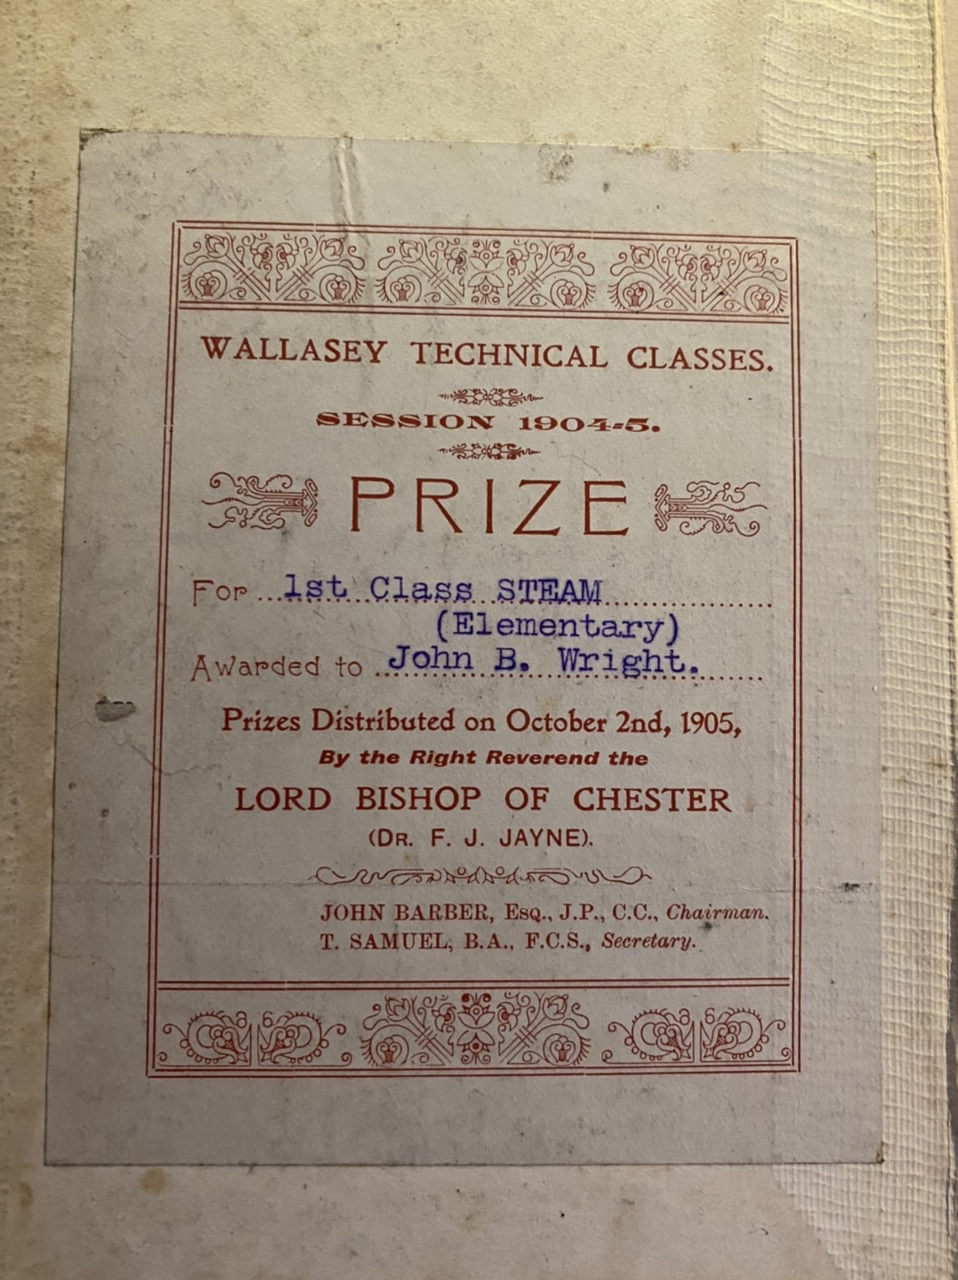 WALLASEY TECHNICAL CLASSES.
SESSION 1904-5.
PRIZE
For ...1st Class STEAM...
(Elementary)
Awarded to ...John B. Wright....
Prizes Distributed on October 2nd, 1905,
By the Right Reverend the
LORD BISHOP OF CHESTER
(DR. F. J. JAYNE).
JOHN BARBER, ESQ., J.P., C.C., Chairman.
T. SAMUEL, B.A., F.C.S., Secretary.